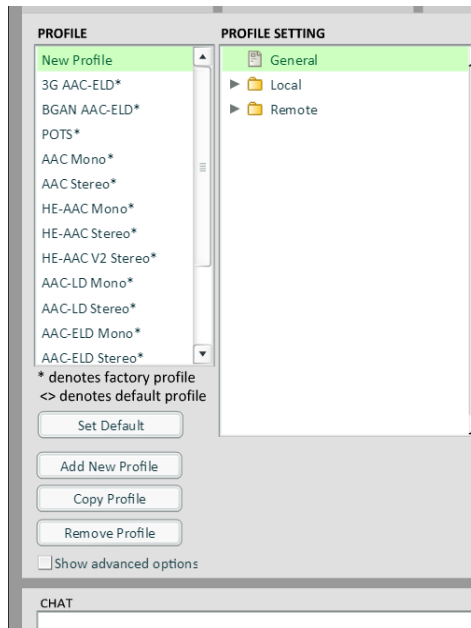 PROFILE
New Profile
3G AAC-ELD*
BGAN AAC-ELD*
POTS*
AAC Mono*
AAC Stereo*
HE-AAC Mono*
HE-AAC Stereo*
HE-AAC V2 Stereo*
AAC-LD Mono*
AAC-LD Stereo*
AAC-ELD Mono*
AAC-ELD Stereo*
* denotes factory profile
<> denotes default profile
Set Default
Add New Profile
Copy Profile
Remove Profile
Show advanced options
PROFILE SETTING
General
Local
Remote
CHAT